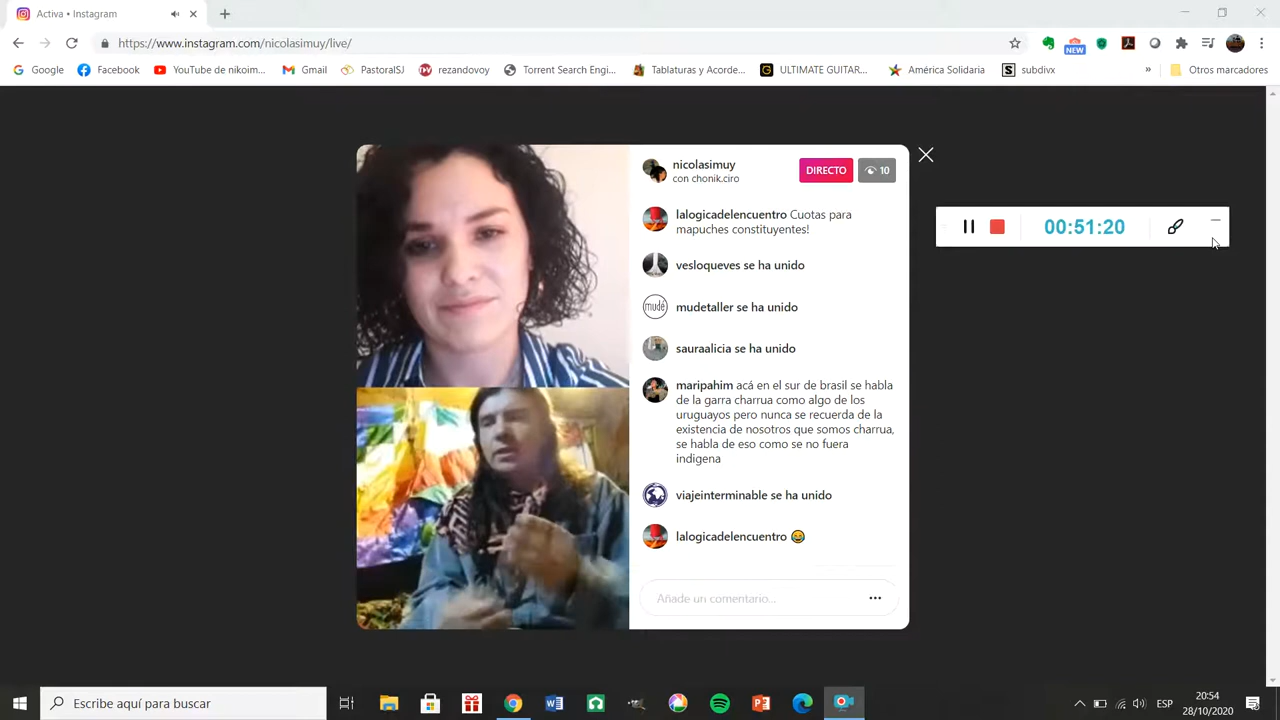 Activa • Instagram
https://www.instagram.com/nicolasimuy/live/
NEW
Google
Facebook
YouTube de nikoim...
Gmail
PastoralSJ
rezandovoy
Torrent Search Engi...
Tablaturas y Acorde...
ULTIMATE GUITAR...
América Solidaria
subdivx
»
Otros marcadores
nicolasimuy
con chonik.ciro
DIRECTO
10
lalogicadelencuentro Cuotas para
mapuches constituyentes!
vesloqueves se ha unido
mudé
mudetaller se ha unido
sauraalicia se ha unido
maripahim acá en el sur de brasil se habla
de la garra charrua como algo de los
uruguayos pero nunca se recuerda de la
existencia de nosotros que somos charrua,
se habla de eso como se no fuera
indigena
viajeinterminable se ha unido
lalogicadelencuentro 😂
Añade un comentario...
00:51:20
Escribe aquí para buscar
ESP
20:54
28/10/2020